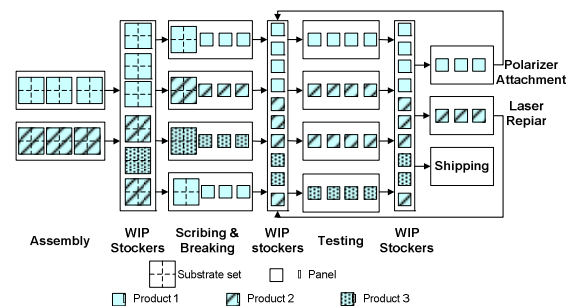 Polarizer
Attachment
Laser
Repiar
Shipping
Assembly
WIP
Stockers
Scribing &
Breaking
WIP
stockers
Testing
WIP
Stockers
Substrate set
Panel
Product 1
Product 2
Product 3